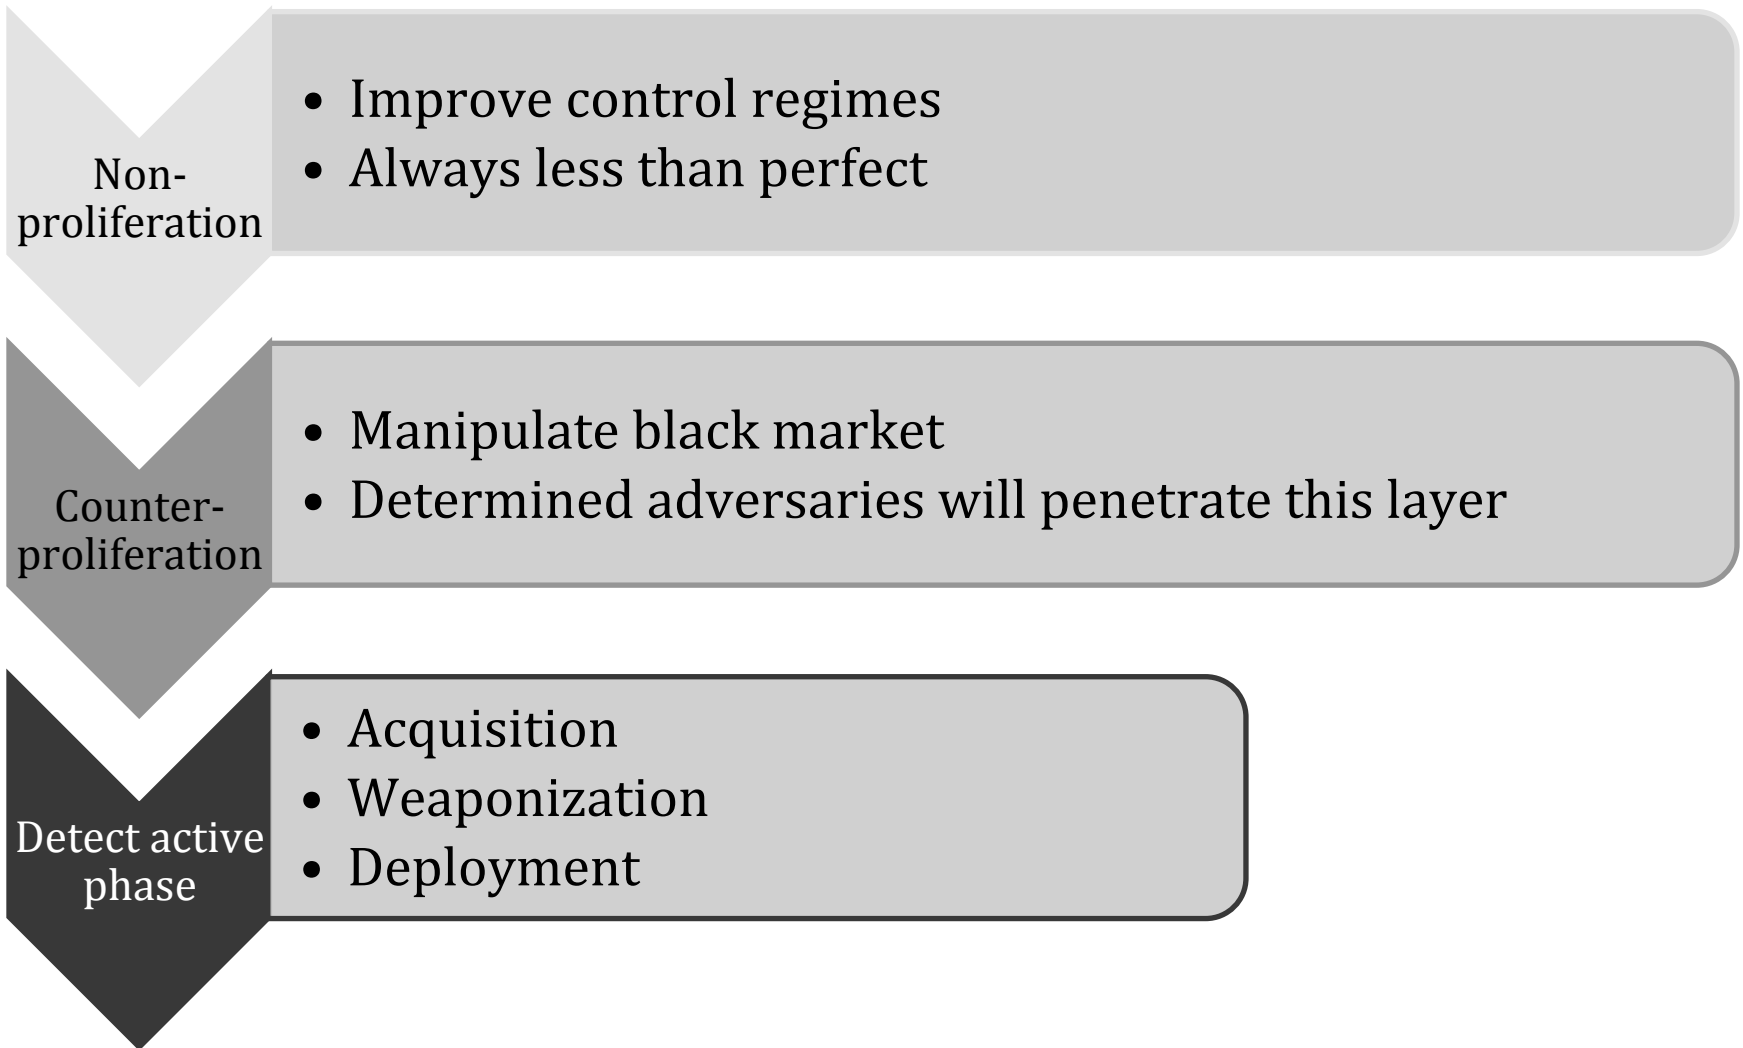 Non-
proliferation
• Improve control regimes
• Always less than perfect
Counter-
proliferation
• Manipulate black market
• Determined adversaries will penetrate this layer
Detect active
phase
• Acquisition
• Weaponization
• Deployment